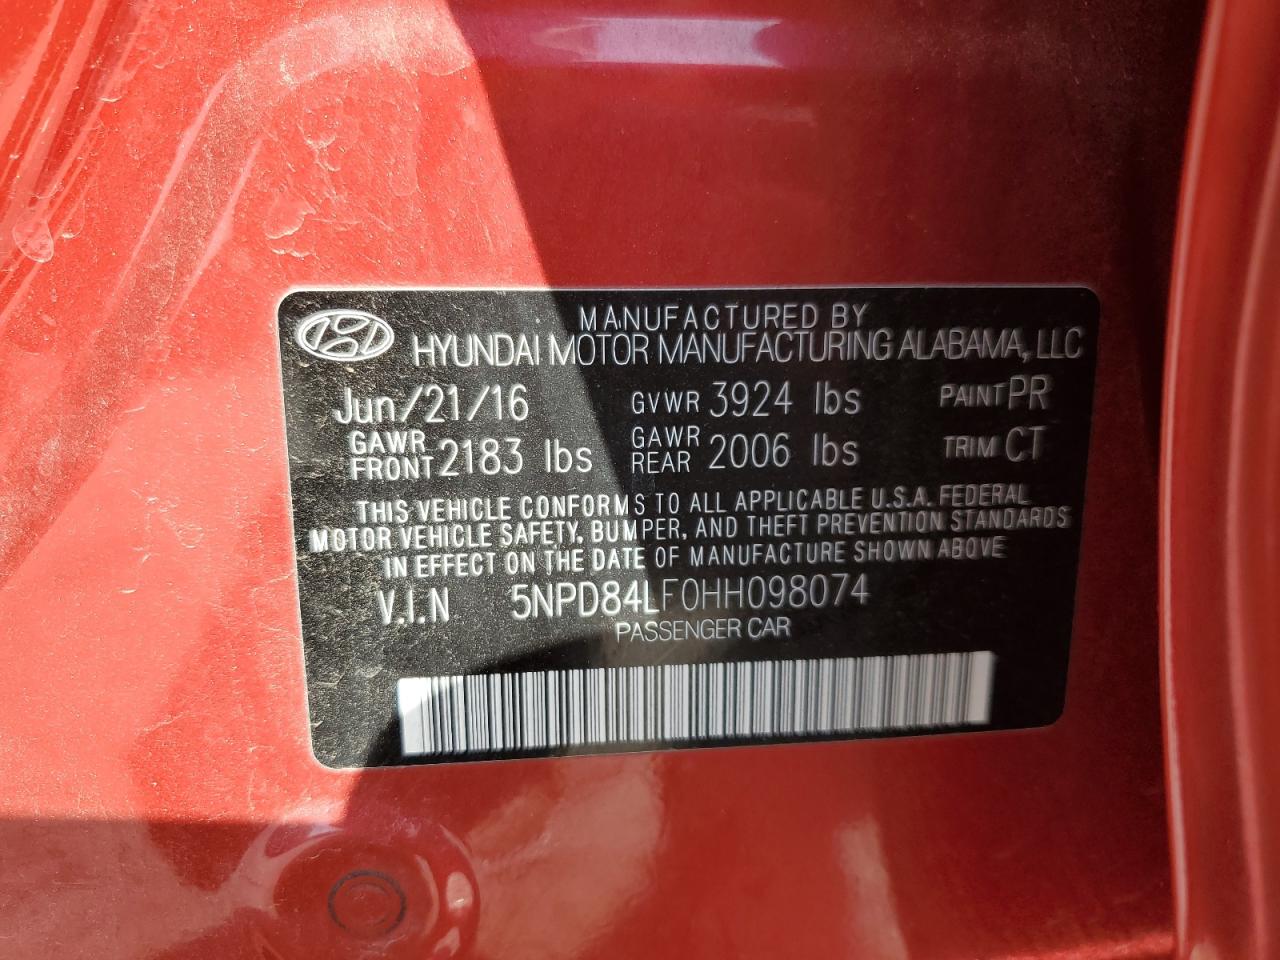 MANUFACTURED BY
HYUNDAI MOTOR MANUFACTURING ALABAMA, LLC
Jun/21/16 GVWR 3924 lbs PAINT PR
GAWR FRONT 2183 lbs GAWR REAR 2006 lbs TRIM CT
THIS VEHICLE CONFORMS TO ALL APPLICABLE U.S.A. FEDERAL
MOTOR VEHICLE SAFETY, BUMPER, AND THEFT PREVENTION STANDARDS
IN EFFECT ON THE DATE OF MANUFACTURE SHOWN ABOVE
V.I.N 5NPD84LF0HH098074
PASSENGER CAR